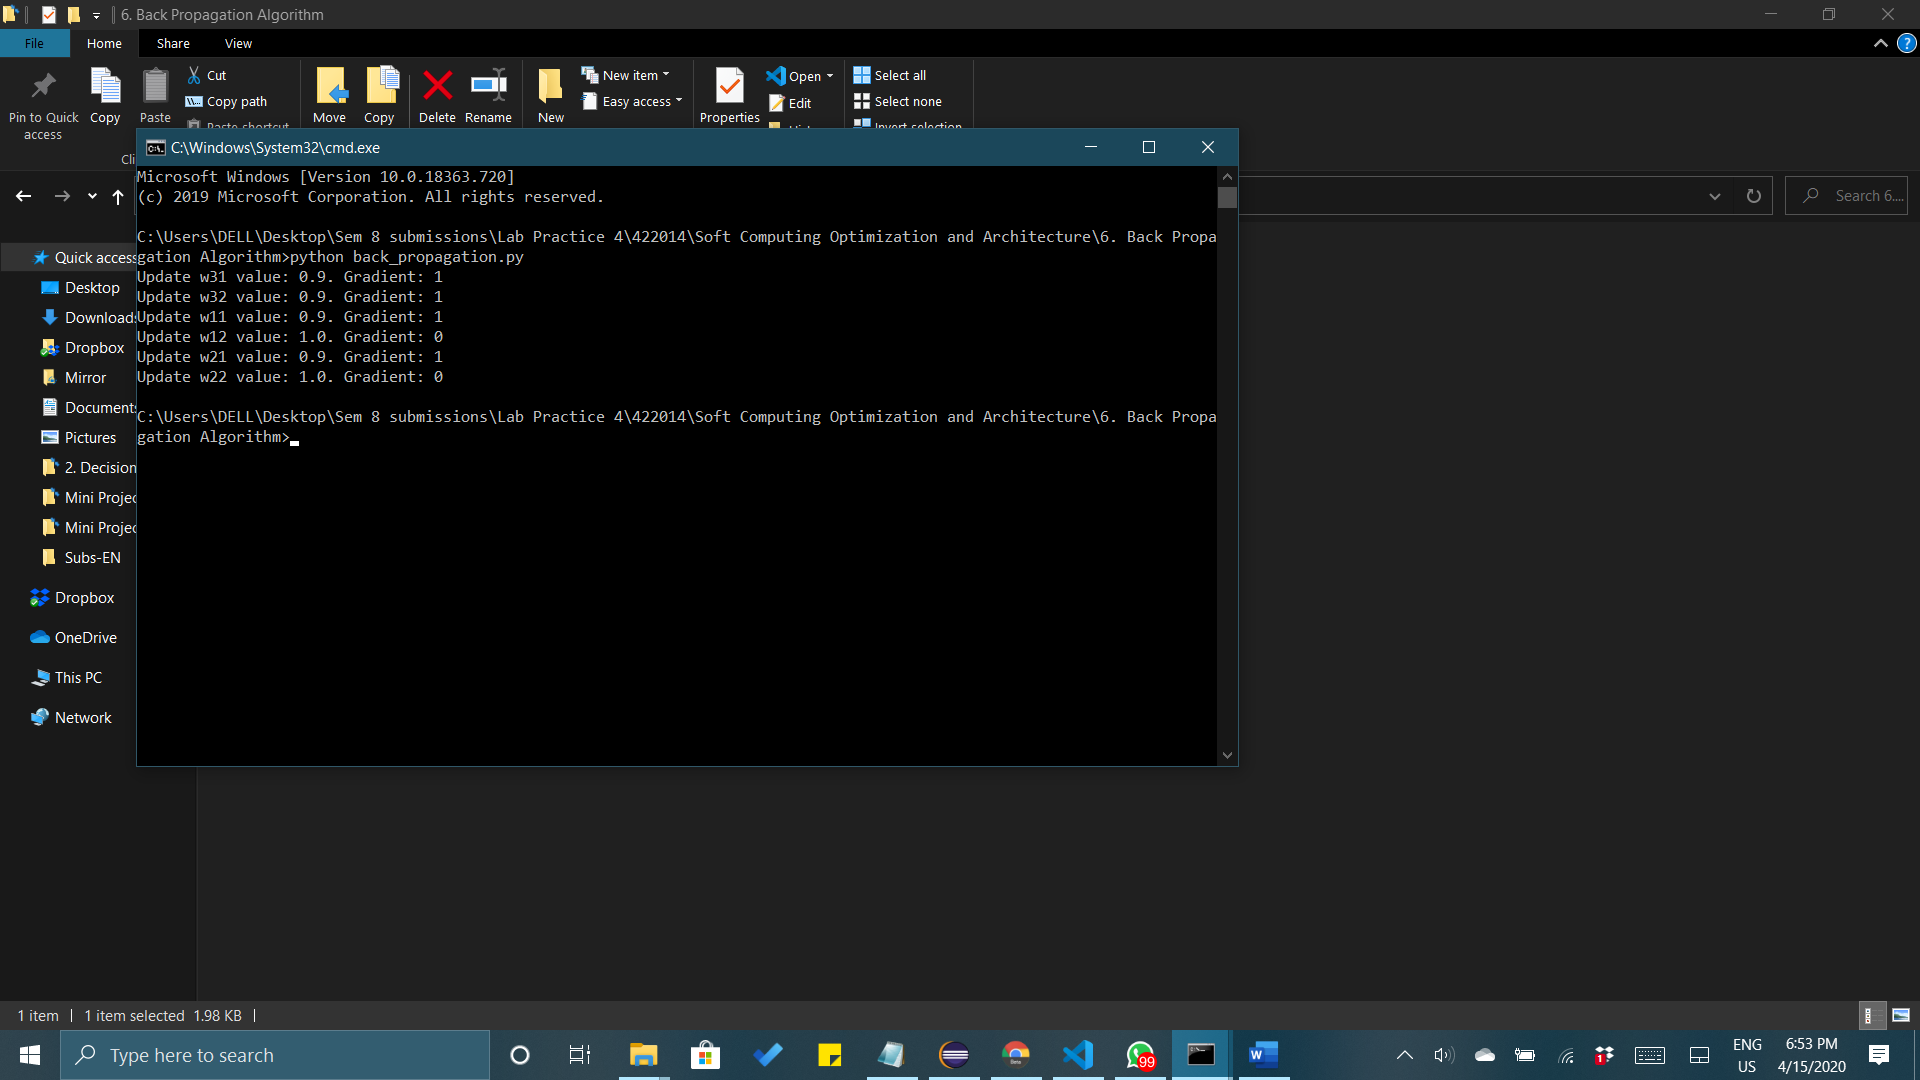 6. Back Propagation Algorithm
File
Home
Share
View
Pin to Quick access
Copy
Paste
Cut
Copy path
Paste shortcut
Move
Copy
Delete
Rename
New
New item
Easy access
Properties
Open
Edit
Select all
Select none
Invert selection
C:\Windows\System32\cmd.exe
Microsoft Windows [Version 10.0.18363.720]
(c) 2019 Microsoft Corporation. All rights reserved.
C:\Users\DELL\Desktop\Sem 8 submissions\Lab Practice 4\422014\Soft Computing Optimization and Architecture\6. Back Propa
gation Algorithm>python back_propagation.py
Update w31 value: 0.9. Gradient: 1
Update w32 value: 0.9. Gradient: 1
Update w11 value: 0.9. Gradient: 1
Update w12 value: 1.0. Gradient: 0
Update w21 value: 0.9. Gradient: 1
Update w22 value: 1.0. Gradient: 0
C:\Users\DELL\Desktop\Sem 8 submissions\Lab Practice 4\422014\Soft Computing Optimization and Architecture\6. Back Propa
gation Algorithm>
Search 6....
Quick access
Desktop
Downloads
Dropbox
Mirror
Documents
Pictures
2. Decision
Mini Projec
Mini Projec
Subs-EN
Dropbox
OneDrive
This PC
Network
1 item
1 item selected 1.98 KB
Type here to search
99
1
ENG
US
6:53 PM
4/15/2020